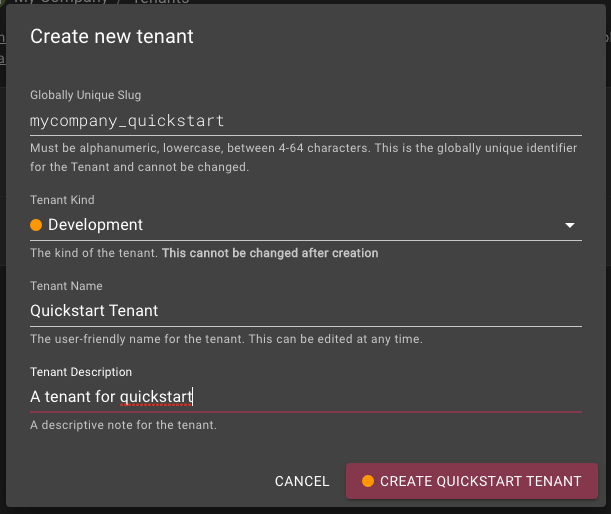 My Company / Tenants
Create new tenant
Globally Unique Slug
mycompany_quickstart
Must be alphanumeric, lowercase, between 4-64 characters. This is the globally unique identifier
for the Tenant and cannot be changed.
Tenant Kind
Development
The kind of the tenant. This cannot be changed after creation
Tenant Name
Quickstart Tenant
The user-friendly name for the tenant. This can be edited at any time.
Tenant Description
A tenant for quickstart
A descriptive note for the tenant.
CANCEL CREATE QUICKSTART TENANT